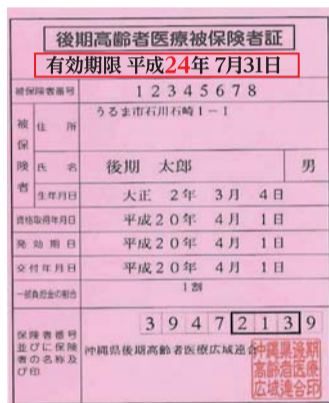 後期高齢者医療被保険者証
有効期限 平成24年 7月31日
被保険者番号 12345678
被保険者
住所 うるま市石川石崎1-1
氏名 後期 太郎 男
生年月日 大正 2年 3月 4日
資格取得年月日 平成20年 4月 1日
発効期日 平成20年 4月 1日
交付年月日 平成20年 4月 1日
一部負担金の割合 1割
保険者番号 39472139
並びに保険者の名称及び印 沖縄県後期高齢者医療広域連合
沖縄県後期
高齢者医療
広域連合印